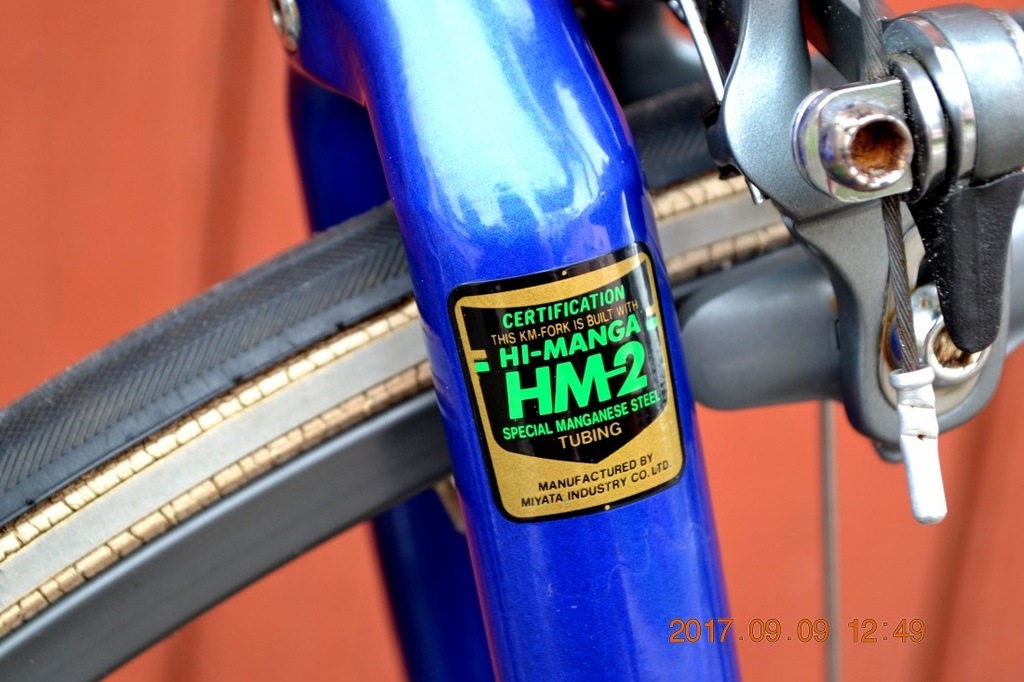 CERTIFICATION
THIS KM-FORK IS BUILT WITH
HI-MANGA
HM-2
SPECIAL MANGANESE STEEL
TUBING
MANUFACTURED BY
MIYATA INDUSTRY CO. LTD.
2017.09.09 12:49